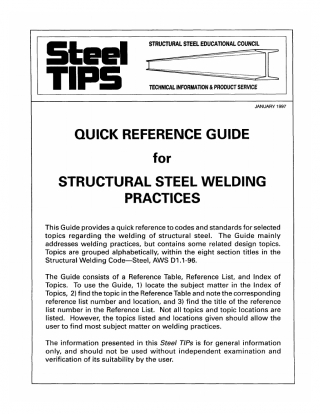 Steel
TIPS
STRUCTURAL STEEL EDUCATIONAL COUNCIL
TECHNICAL INFORMATION & PRODUCT SERVICE
JANUARY 1997
QUICK REFERENCE GUIDE
for
STRUCTURAL STEEL WELDING
PRACTICES
This Guide provides a quick reference to codes and standards for selected
topics regarding the welding of structural steel. The Guide mainly
addresses welding practices, but contains some related design topics.
Topics are grouped alphabetically, within the eight section titles in the
Structural Welding Code—Steel, AWS D1.1-96.
The Guide consists of a Reference Table, Reference List, and Index of
Topics. To use the Guide, 1) locate the subject matter in the Index of
Topics, 2) find the topic in the Reference Table and note the corresponding
reference list number and location, and 3) find the title of the reference
list number in the Reference List. Not all topics and topic locations are
listed. However, the topics listed and locations given should allow the
user to find most subject matter on welding practices.
The information presented in this Steel TIPs is for general information
only, and should not be used without independent examination and
verification of its suitability by the user.